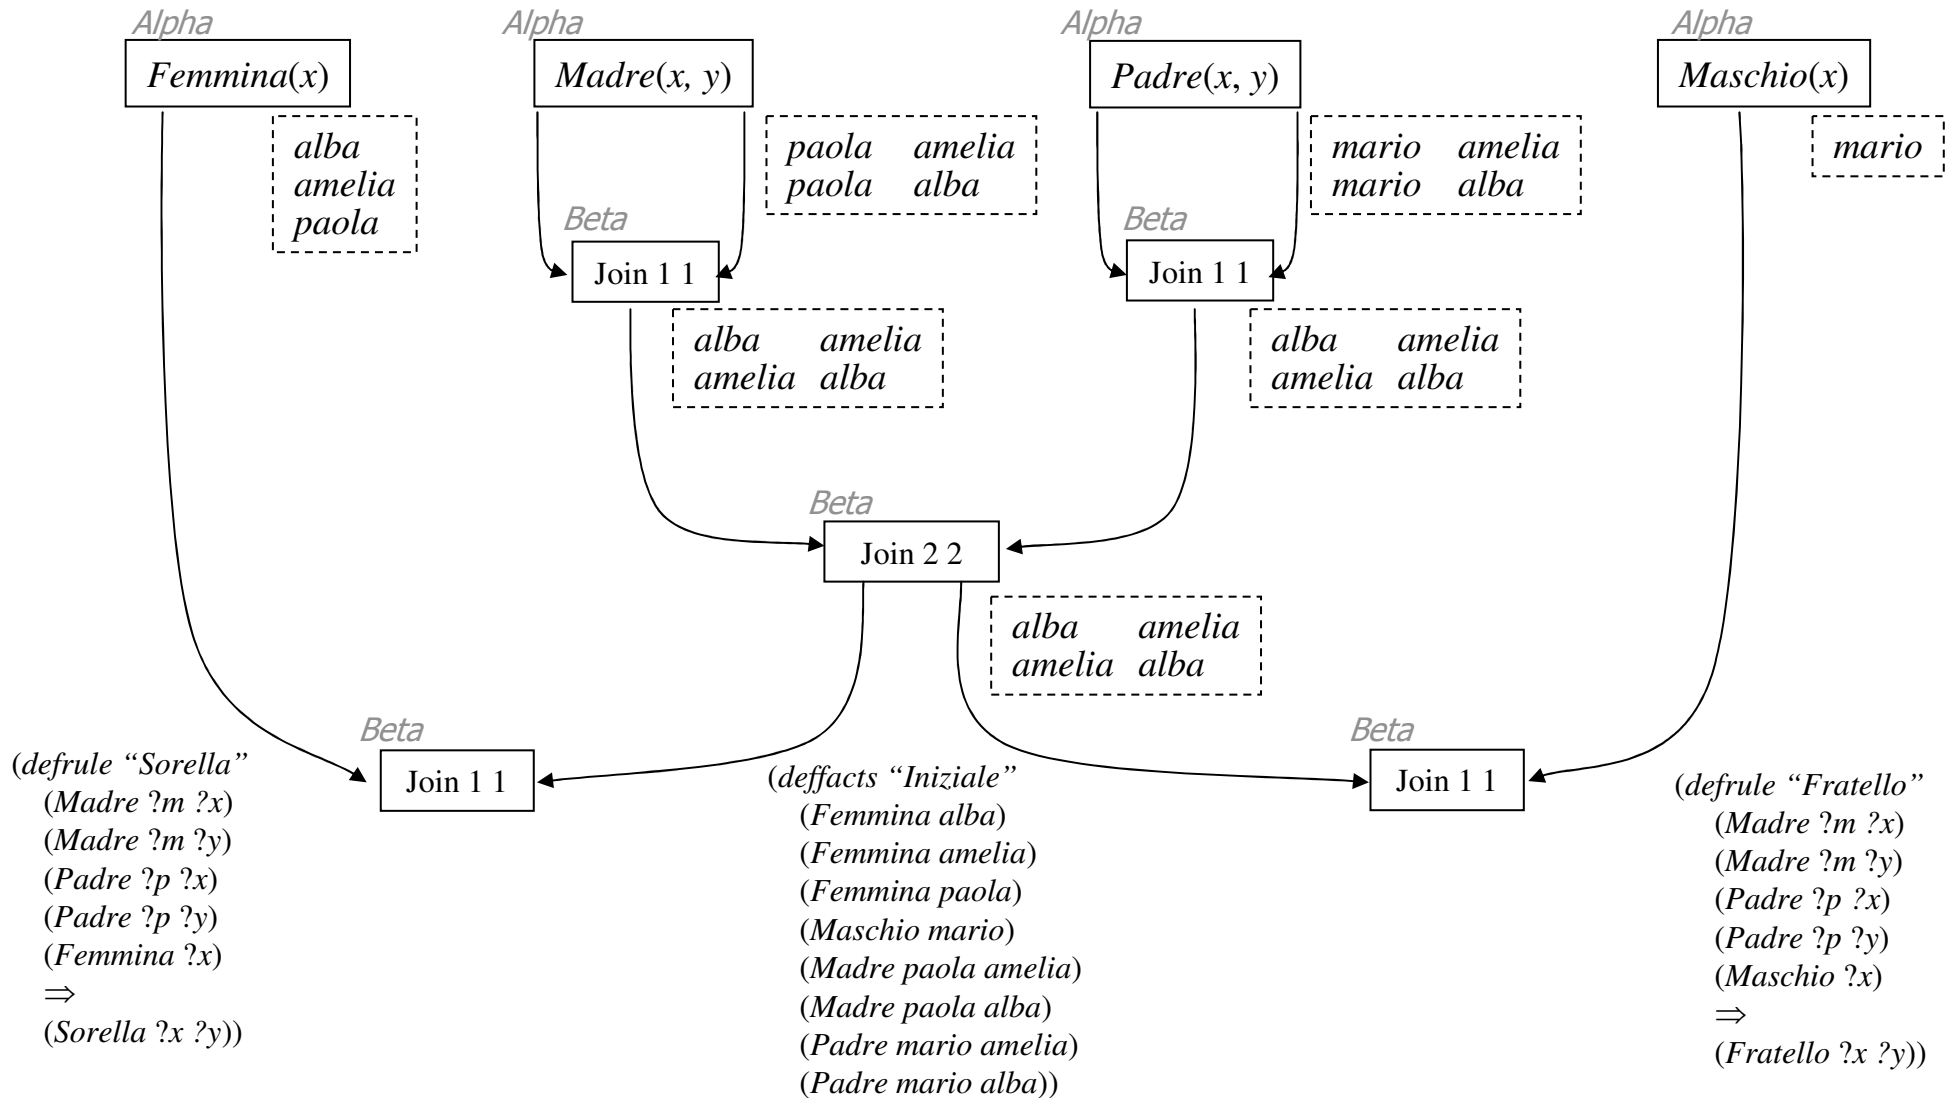 Alpha
Femmina(x)
alba
amelia
paola
Alpha
Madre(x, y)
paola amelia
paola alba
Alpha
Padre(x, y)
mario amelia
mario alba
Alpha
Maschio(x)
mario
Beta
Join 1 1
alba amelia
amelia alba
Beta
Join 1 1
alba amelia
amelia alba
Beta
Join 2 2
alba amelia
amelia alba
Beta
Join 1 1
Beta
Join 1 1
(defrule “Sorella”
(Madre ?m ?x)
(Madre ?m ?y)
(Padre ?p ?x)
(Padre ?p ?y)
(Femmina ?x)
⇒
(Sorella ?x ?y))
(deffacts “Iniziale”
(Femmina alba)
(Femmina amelia)
(Femmina paola)
(Maschio mario)
(Madre paola amelia)
(Madre paola alba)
(Padre mario amelia)
(Padre mario alba))
(defrule “Fratello”
(Madre ?m ?x)
(Madre ?m ?y)
(Padre ?p ?x)
(Padre ?p ?y)
(Maschio ?x)
⇒
(Fratello ?x ?y))